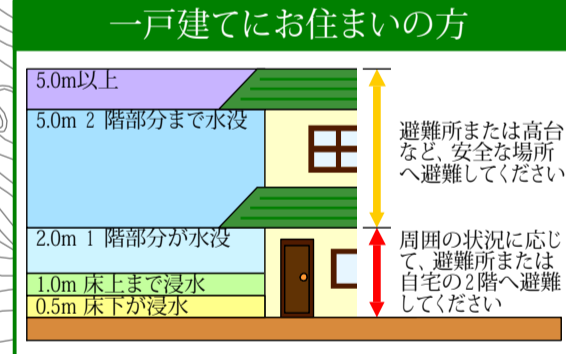 一戸建てにお住まいの方
5.0m以上
5.0m 2 階部分まで水没
避難所または高台
など、安全な場所
へ避難してください
2.0m 1 階部分が水没
1.0m 床上まで浸水
0.5m 床下が浸水
周囲の状況に応じ
て、避難所または
自宅の2階へ避難
してください